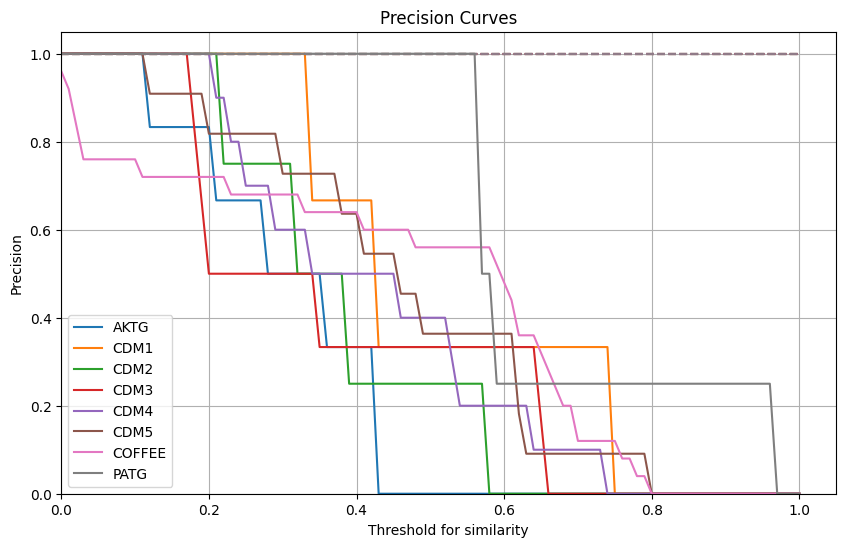 Precision Curves
Precision
1.0
0.8
0.6
0.4
0.2
0.0
AKTG
CDM1
CDM2
CDM3
CDM4
CDM5
COFFEE
PATG
0.0 0.2 0.4 0.6 0.8 1.0
Threshold for similarity